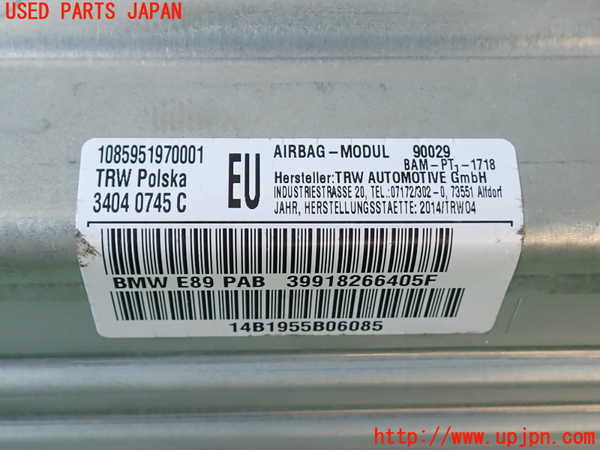 USED PARTS JAPAN
1085951970001
TRW Polska
3404 0745 C
EU
AIRBAG-MODUL 90029
BAM-PT1-1718
Hersteller:TRW AUTOMOTIVE GmbH
INDUSTRIESTRASSE 20, TEL.:07172/302-0, 73551 Alfdorf
JAHR, HERSTELLUNGSSTAETTE: 2014/TRW04
BMW E89 PAB 39918266405F
14B1955B06085
http://www.upjpn.com/